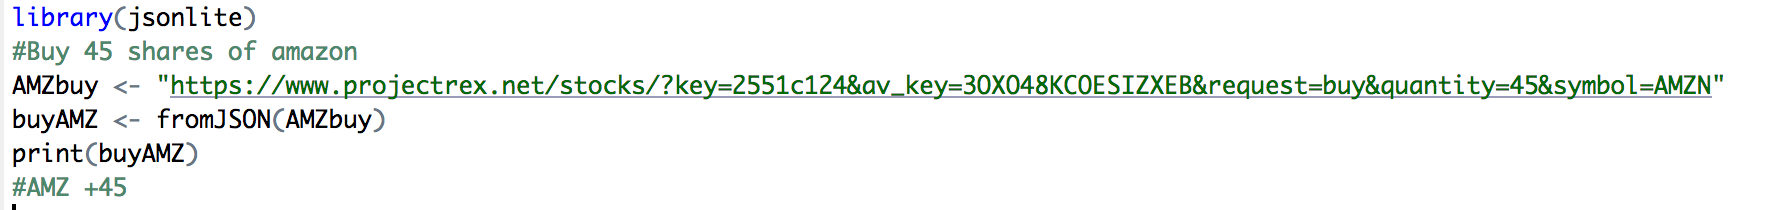 library(jsonlite)
#Buy 45 shares of amazon
AMZbuy <- "https://www.projectrex.net/stocks/?key=2551c124&av_key=3OXO48KCOESIZXEB&request=buy&quantity=45&symbol=AMZN"
buyAMZ <- fromJSON(AMZbuy)
print(buyAMZ)
#AMZ +45